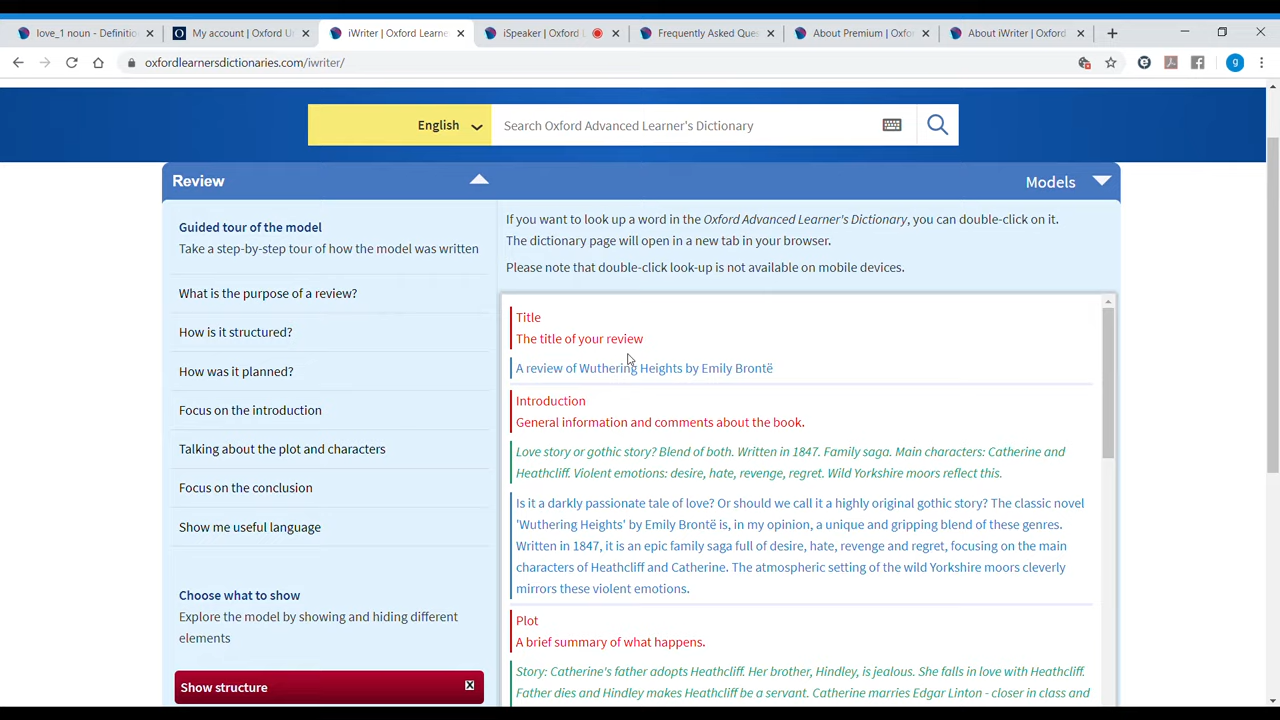 love_1 noun - Definitio
My account | Oxford U
iWriter | Oxford Learne
iSpeaker | Oxford L
Frequently Asked Que
About Premium | Oxfo
About iWriter | Oxford
oxfordlearnersdictionaries.com/iwriter/
g
English
Search Oxford Advanced Learner's Dictionary
Review
Models
Guided tour of the model
Take a step-by-step tour of how the model was written
What is the purpose of a review?
How is it structured?
How was it planned?
Focus on the introduction
Talking about the plot and characters
Focus on the conclusion
Show me useful language
Choose what to show
Explore the model by showing and hiding different
elements
Show structure
If you want to look up a word in the Oxford Advanced Learner's Dictionary, you can double-click on it.
The dictionary page will open in a new tab in your browser.
Please note that double-click look-up is not available on mobile devices.
Title
The title of your review
A review of Wuthering Heights by Emily Brontë
Introduction
General information and comments about the book.
Love story or gothic story? Blend of both. Written in 1847. Family saga. Main characters: Catherine and
Heathcliff. Violent emotions: desire, hate, revenge, regret. Wild Yorkshire moors reflect this.
Is it a darkly passionate tale of love? Or should we call it a highly original gothic story? The classic novel
'Wuthering Heights' by Emily Brontë is, in my opinion, a unique and gripping blend of these genres.
Written in 1847, it is an epic family saga full of desire, hate, revenge and regret, focusing on the main
characters of Heathcliff and Catherine. The atmospheric setting of the wild Yorkshire moors cleverly
mirrors these violent emotions.
Plot
A brief summary of what happens.
Story: Catherine's father adopts Heathcliff. Her brother, Hindley, is jealous. She falls in love with Heathcliff.
Father dies and Hindley makes Heathcliff be a servant. Catherine marries Edgar Linton - closer in class and